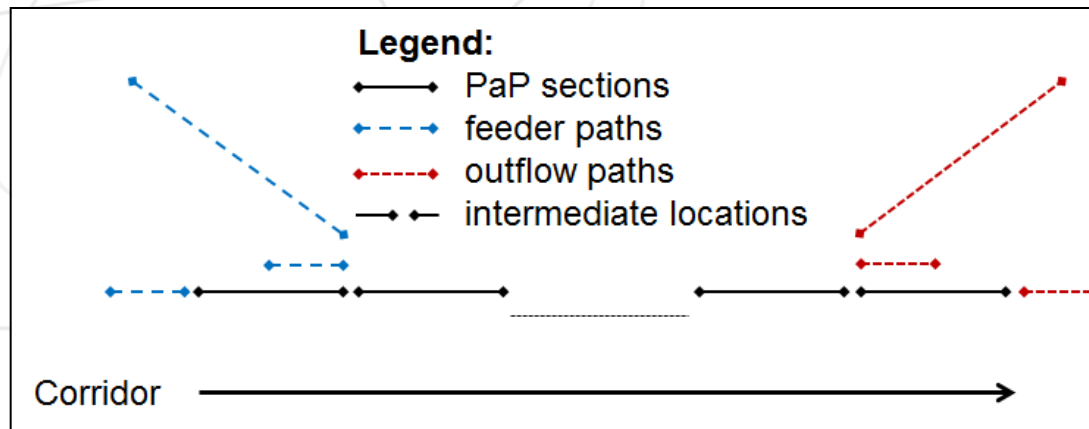 Legend:
PaP sections
feeder paths
outflow paths
intermediate locations
Corridor